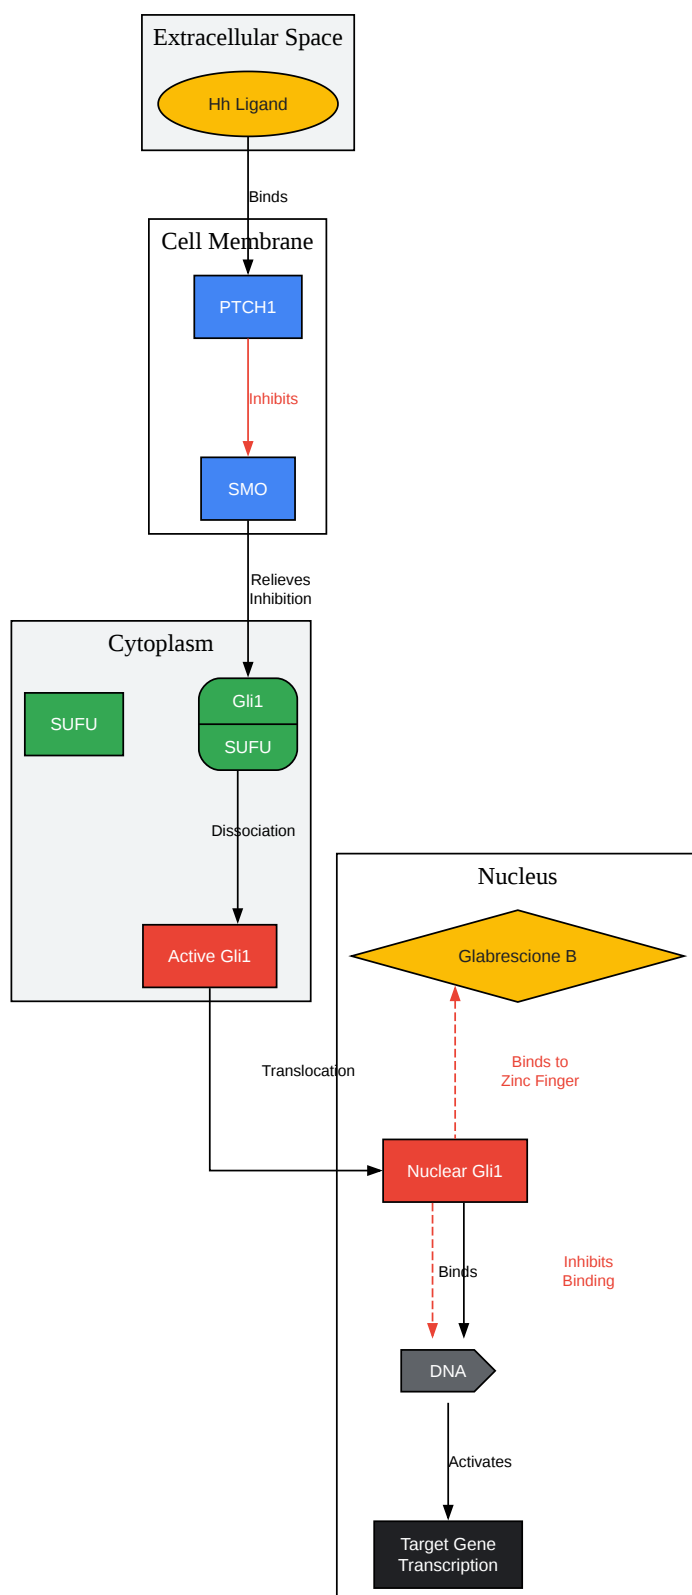 Extracellular Space
Hh Ligand
Binds
Cell Membrane
PTCH1
Inhibits
SMO
Relieves
Inhibition
Cytoplasm
SUFU
Gli1
SUFU
Dissociation
Active Gli1
Nucleus
Glabrescione B
Translocation
Binds to
Zinc Finger
Nuclear Gli1
Binds
Inhibits
Binding
DNA
Activates
Target Gene
Transcription